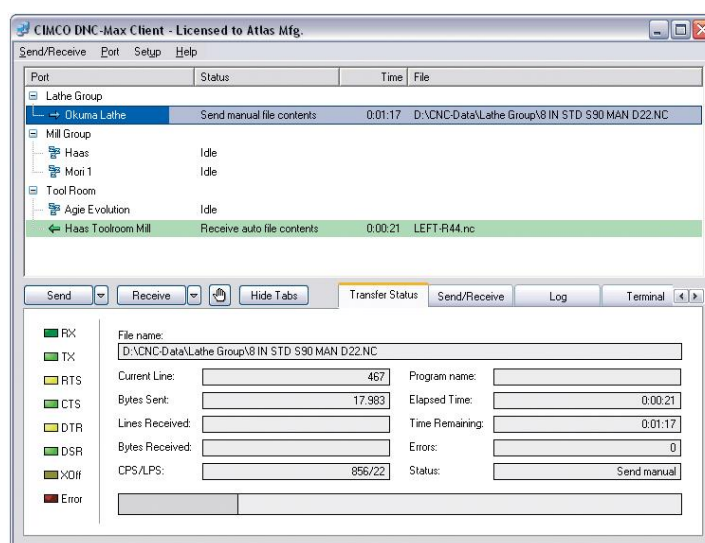 CIMCO DNC-Max Client - Licensed to Atlas Mfg.
Send/Receive Port Setup Help
Port Status Time File
Lathe Group
Okuma Lathe Send manual file contents 0:01:17 D:\CNC-Data\Lathe Group\8 IN STD S90 MAN D22.NC
Mill Group
Haas Idle
Mori 1 Idle
Tool Room
Agie Evolution Idle
Haas Toolroom Mill Receive auto file contents 0:00:21 LEFT-R44.nc
Send Receive Hide Tabs Transfer Status Send/Receive Log Terminal
RX File name:
D:\CNC-Data\Lathe Group\8 IN STD S90 MAN D22.NC
TX
RTS Current Line: 467 Program name:
CTS Bytes Sent: 17.983 Elapsed Time: 0:00:21
DTR Lines Received: Time Remaining: 0:01:17
DSR Bytes Received: Errors: 0
XOff CPS/LPS: 856/22 Status: Send manual
Error